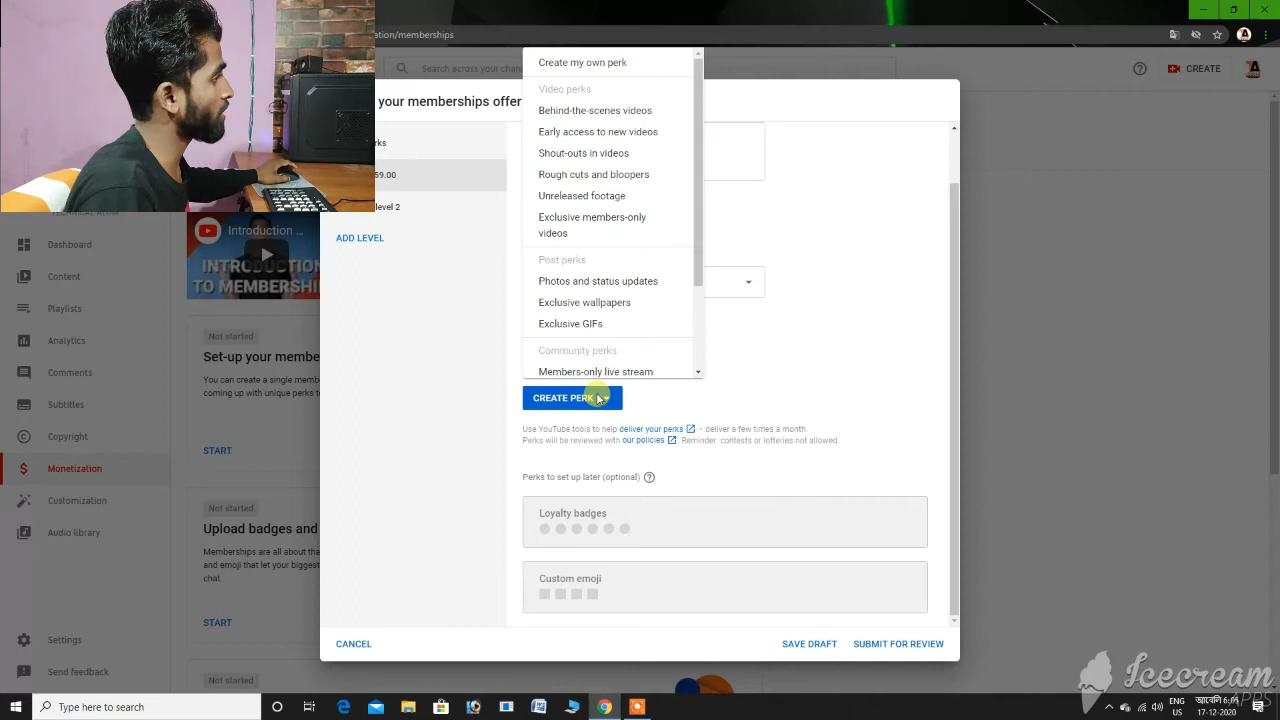 ation/memberships
Search across your chan
CREATE
your memberships offer
rks
59.00
level 2
ADD LEVEL
Create my own perk
Video perks
Behind-the-scenes videos
Early access to new videos
Shout-outs in videos
Rough cuts and bloopers
Unreleased footage
Exclusive members-only
videos
Post perks
Photos and status updates
Exclusive wallpapers
Exclusive GIFs
Community perks
Members-only live stream
CREATE PERK
Use YouTube tools to help deliver your perks – deliver a few times a month.
Perks will be reviewed with our policies. Reminder: contests or lotteries not allowed.
Perks to set up later (optional)
Loyalty badges
Custom emoji
CANCEL
SAVE DRAFT
SUBMIT FOR REVIEW
Dashboard
Content
Playlists
Analytics
Comments
Subtitles
Copyright
Monetization
Customization
Audio library
Settings
Send feedback
Introduction ...
INTRODUCTION
TO MEMBERSHIP
Not started
Set-up your membe
You can create a single memb
coming up with unique perks to
START
Not started
Upload badges and
Memberships are all about tha
and emoji that let your biggest
chat.
START
Not started
Icecream
APPS
Type here to search
16:09
US
17-12-2020